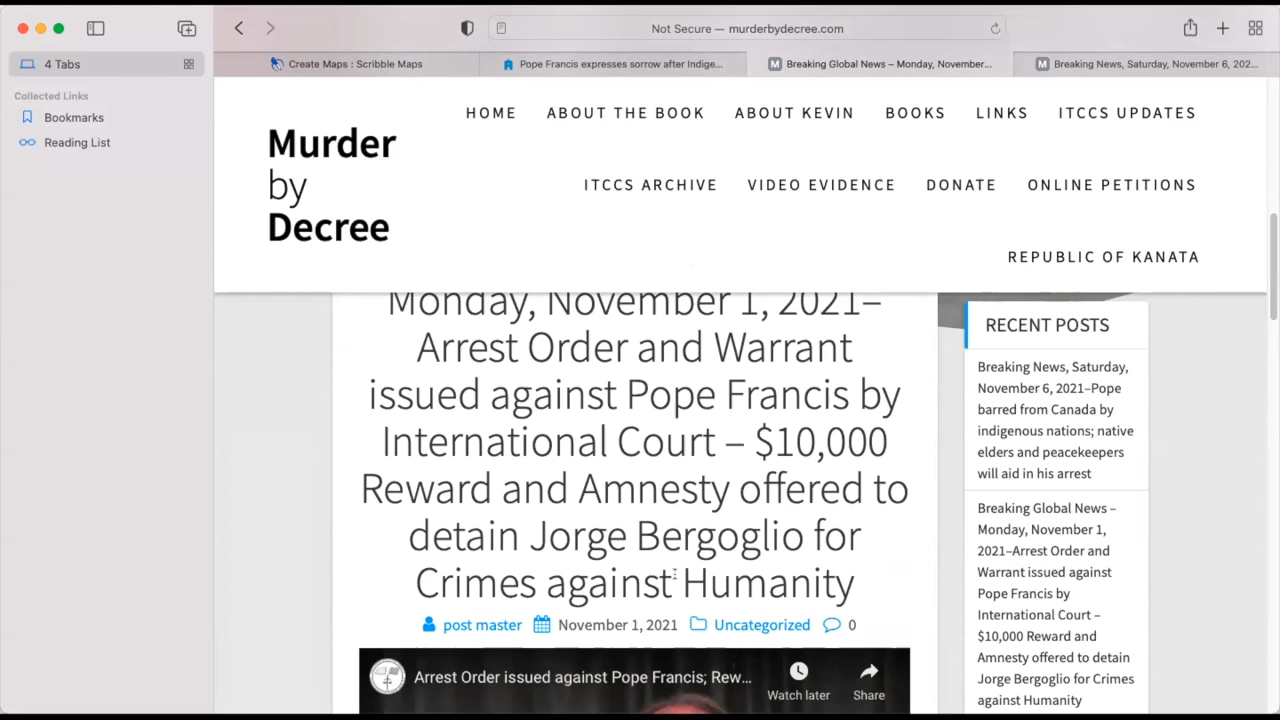 Not Secure — murderbydecree.com
4 Tabs
Create Maps : Scribble Maps
Pope Francis expresses sorrow after Indige...
M
Breaking Global News – Monday, November...
M
Breaking News, Saturday, November 6, 202...
Collected Links
Bookmarks
Reading List
Murder
by
Decree
HOME
ABOUT THE BOOK
ABOUT KEVIN
BOOKS
LINKS
ITCCS UPDATES
ITCCS ARCHIVE
VIDEO EVIDENCE
DONATE
ONLINE PETITIONS
REPUBLIC OF KANATA
Monday, November 1, 2021–
Arrest Order and Warrant
issued against Pope Francis by
International Court – $10,000
Reward and Amnesty offered to
detain Jorge Bergoglio for
Crimes against Humanity
post master
November 1, 2021
Uncategorized
0
Arrest Order issued against Pope Francis; Rew...
Watch later
Share
RECENT POSTS
Breaking News, Saturday,
November 6, 2021–Pope
barred from Canada by
indigenous nations; native
elders and peacekeepers
will aid in his arrest
Breaking Global News –
Monday, November 1,
2021–Arrest Order and
Warrant issued against
Pope Francis by
International Court –
$10,000 Reward and
Amnesty offered to detain
Jorge Bergoglio for Crimes
against Humanity